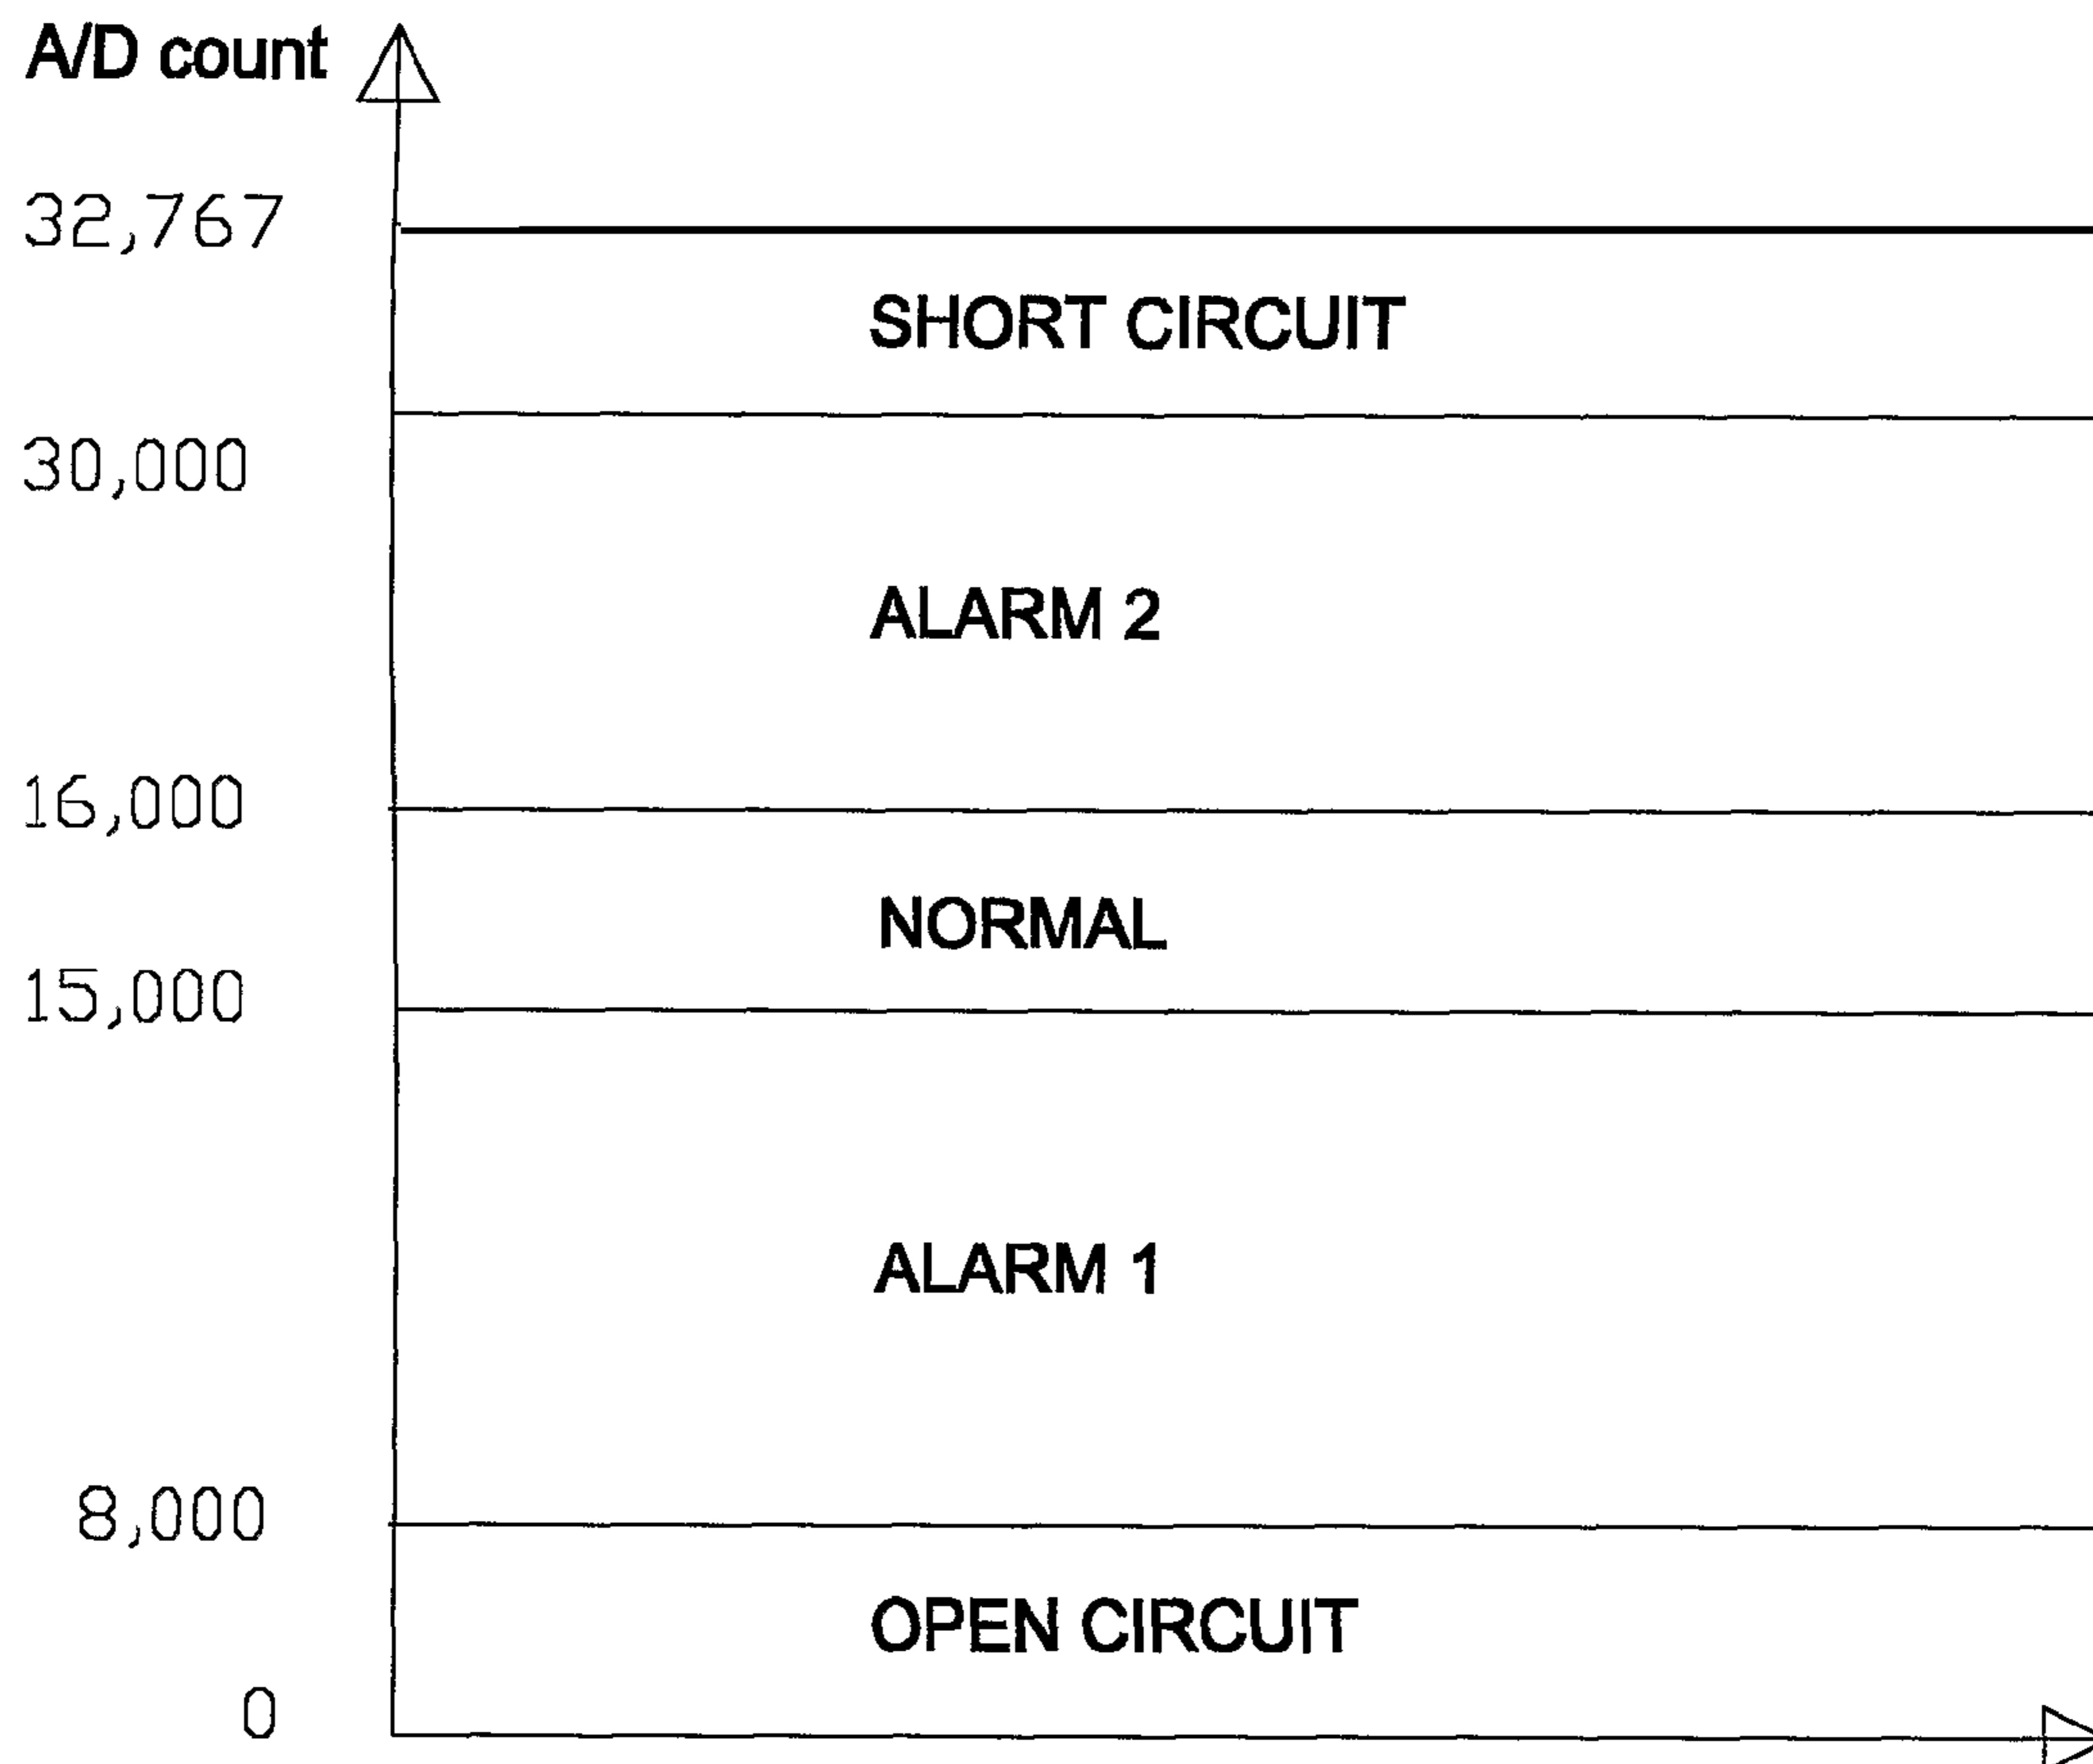 A/D count
32,767
SHORT CIRCUIT
30,000
ALARM 2
16,000
NORMAL
15,000
ALARM 1
8,000
OPEN CIRCUIT
0